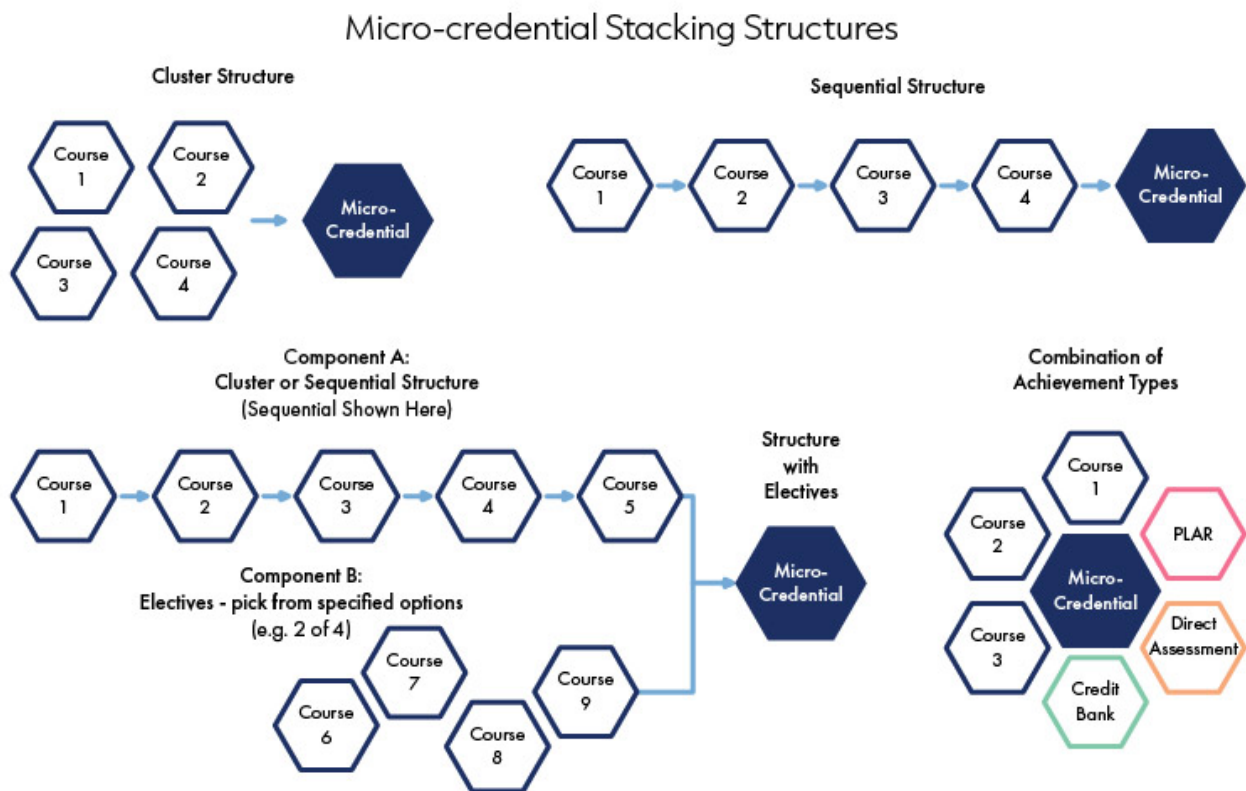 Micro-credential Stacking Structures
Cluster Structure
Course
1
Course
2
Course
3
Course
4
Micro-
Credential
Sequential Structure
Course
1
Course
2
Course
3
Course
4
Micro-
Credential
Component A:
Cluster or Sequential Structure
(Sequential Shown Here)
Course
1
Course
2
Course
3
Course
4
Course
5
Component B:
Electives - pick from specified options
(e.g. 2 of 4)
Course
6
Course
7
Course
8
Course
9
Structure
with
Electives
Micro-
Credential
Combination of
Achievement Types
Course
1
Course
2
Course
3
PLAR
Direct
Assessment
Credit
Bank
Micro-
Credential